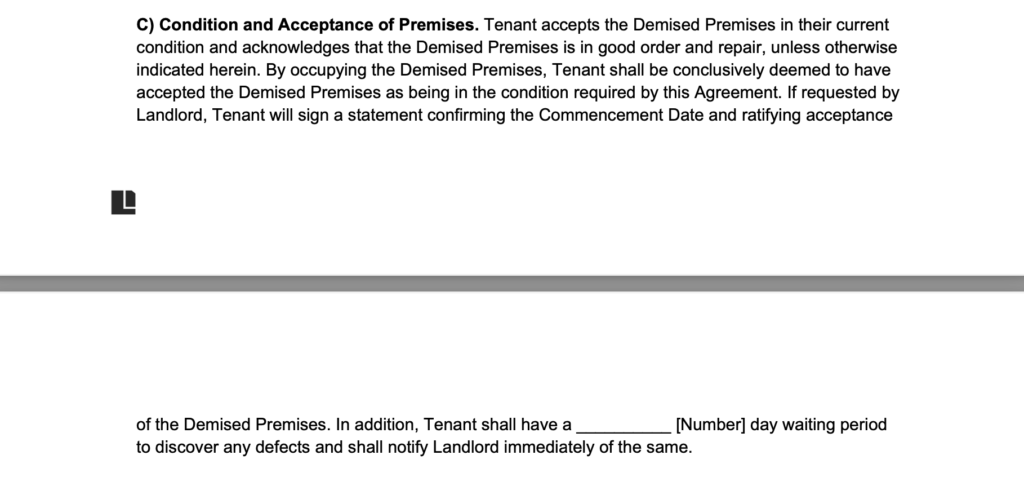 C) Condition and Acceptance of Premises. Tenant accepts the Demised Premises in their current
condition and acknowledges that the Demised Premises is in good order and repair, unless otherwise
indicated herein. By occupying the Demised Premises, Tenant shall be conclusively deemed to have
accepted the Demised Premises as being in the condition required by this Agreement. If requested by
Landlord, Tenant will sign a statement confirming the Commencement Date and ratifying acceptance
of the Demised Premises. In addition, Tenant shall have a __________ [Number] day waiting period
to discover any defects and shall notify Landlord immediately of the same.